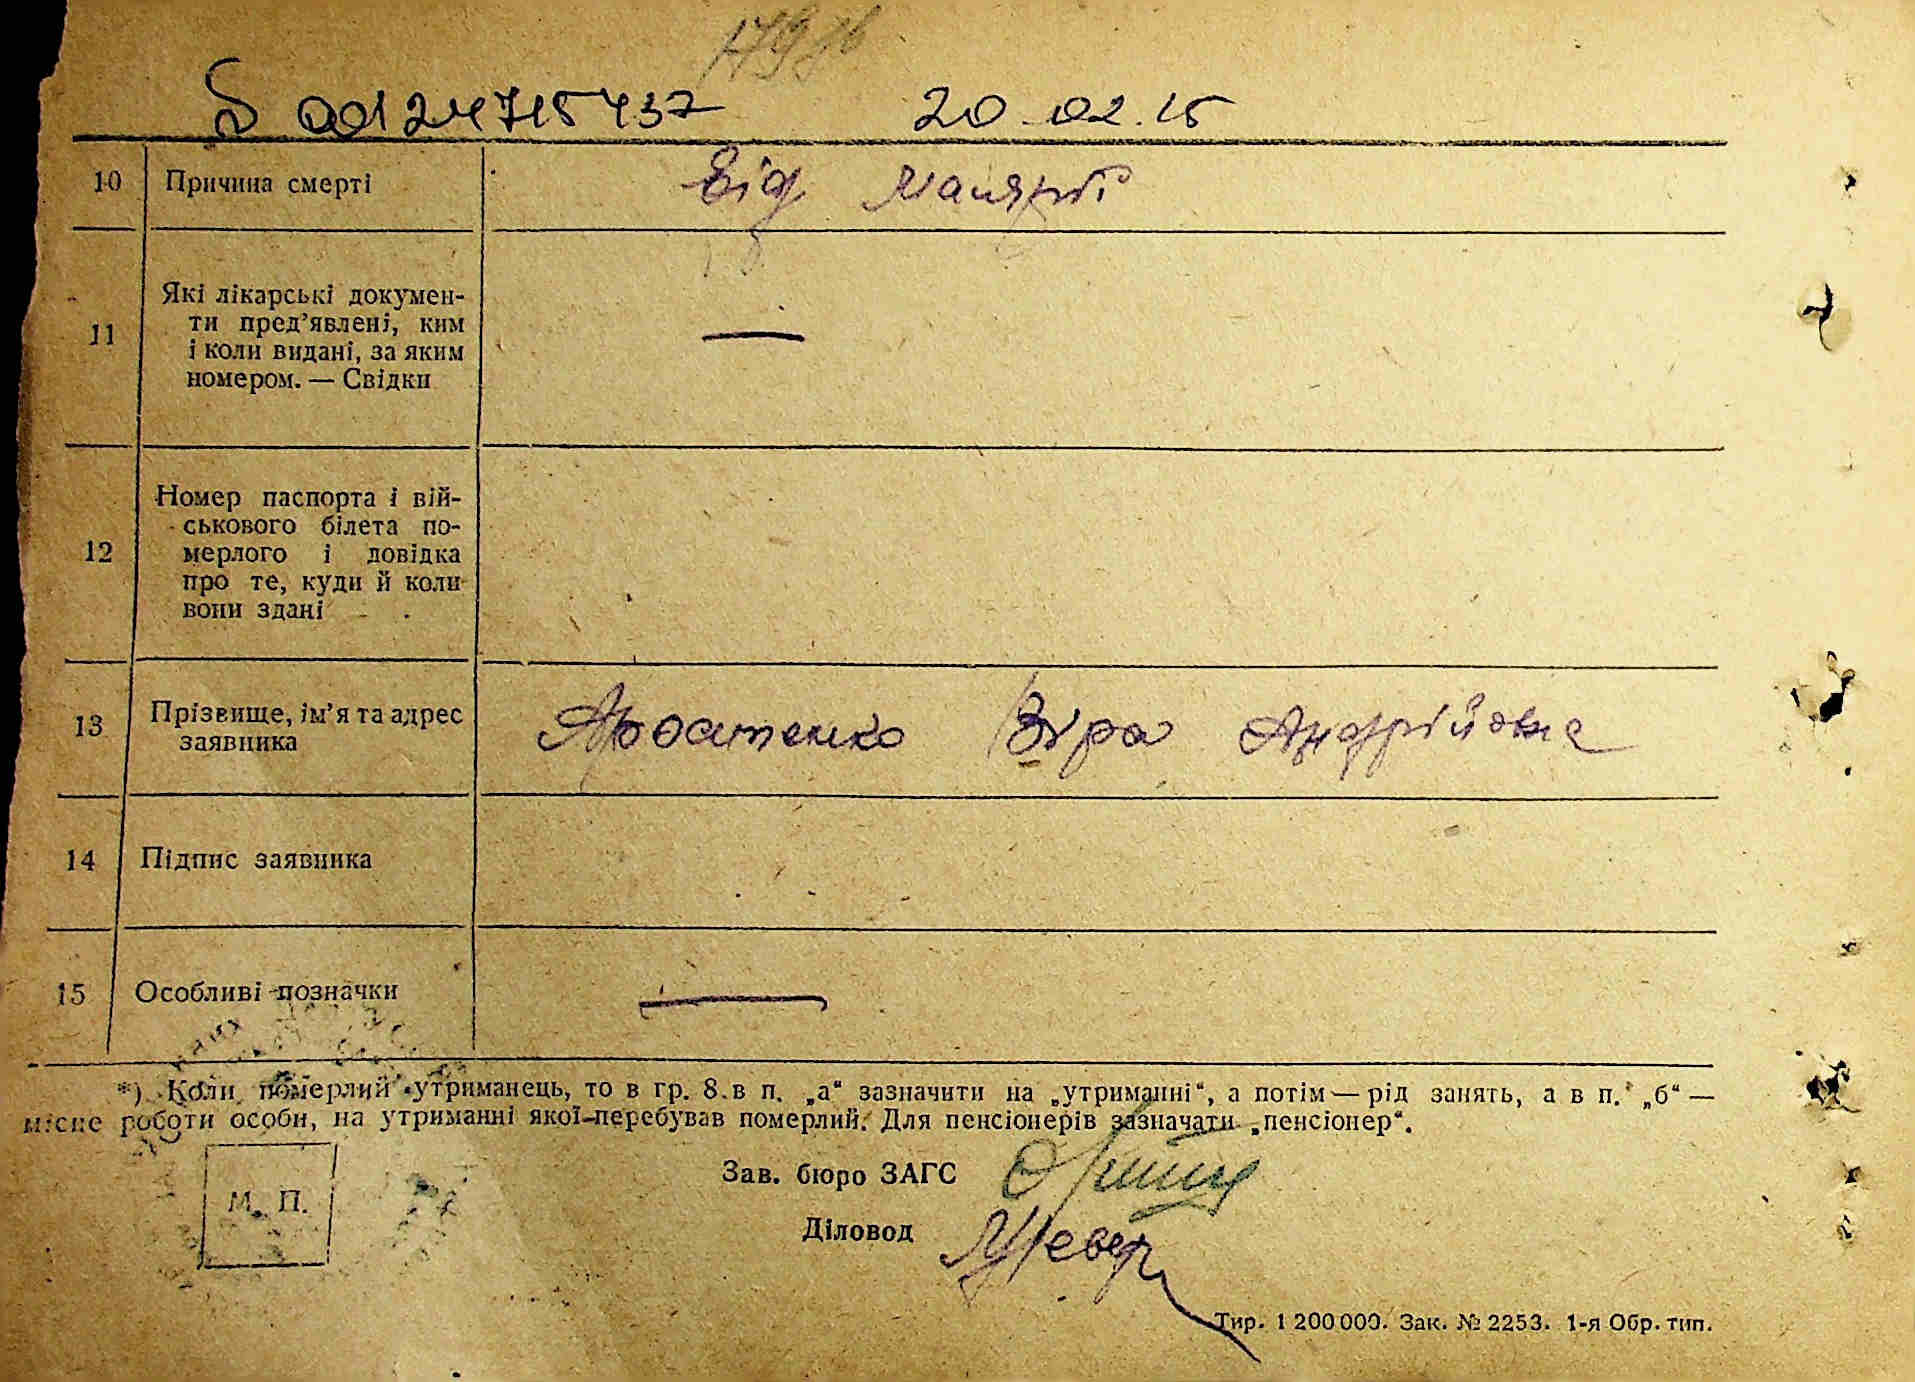 00124715437 20.02.15
10 Причина смерті Від малярії
11 Які лікарські докумен-
ти пред’явлені, ким
і коли видані, за яким
номером. — Свідки —
12 Номер паспорта і вій-
ськового білета по-
мерлого і довідка
про те, куди й коли
вони здані
13 Прізвище, ім’я та адрес
заявника Віра Андріївна
14 Підпис заявника
15 Особливі позначки —
*) Коли померлий утриманець, то в гр. 8 в п. „а“ зазначити на „утриманні“, а потім — рід занять, а в п. „б“ —
місце роботи особи, на утриманні якої перебував померлий. Для пенсіонерів зазначати „пенсіонер“.
Зав. бюро ЗАГС
М. П.
Діловод
Тир. 1 200 000. Зак. № 2253. 1-я Обр. тип.